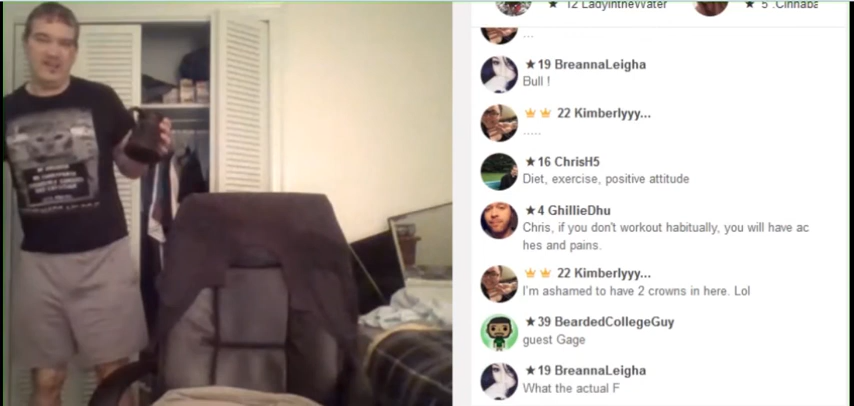 ★ 12 LadyintheWater
★ 5 .Cinnaba
...
★19 BreannaLeigha
Bull !
22 Kimberlyyy...
.....
★16 ChrisH5
Diet, exercise, positive attitude
★4 GhillieDhu
Chris, if you don't workout habitually, you will have ac
hes and pains.
22 Kimberlyyy...
I'm ashamed to have 2 crowns in here. Lol
★39 BeardedCollegeGuy
guest Gage
★19 BreannaLeigha
What the actual F